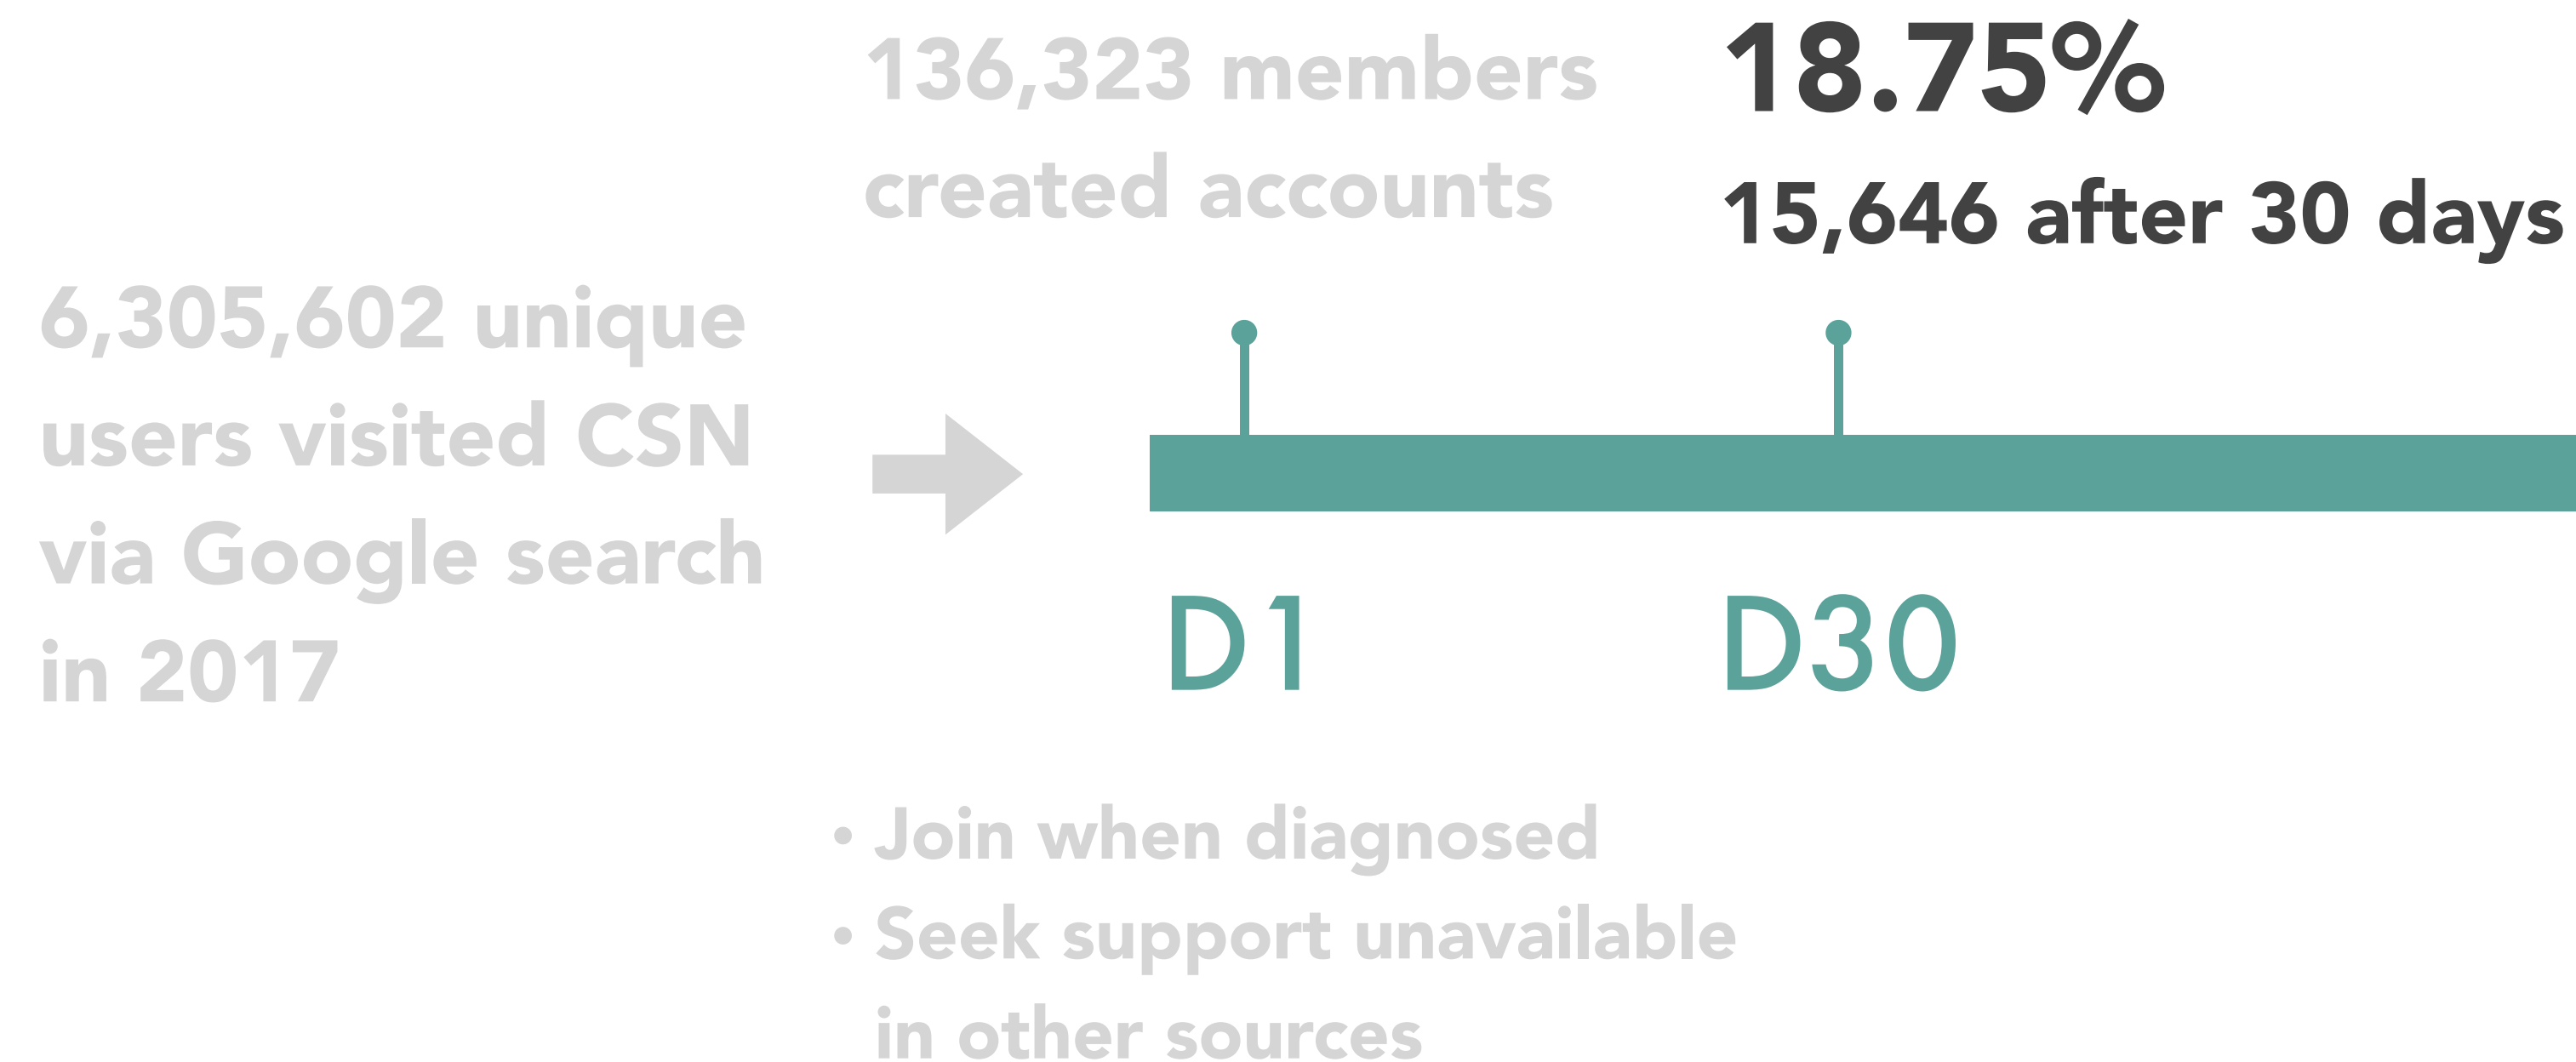 6,305,602 unique
users visited CSN
via Google search
in 2017
136,323 members
created accounts
18.75%
15,646 after 30 days
D1
D30
• Join when diagnosed
• Seek support unavailable
in other sources